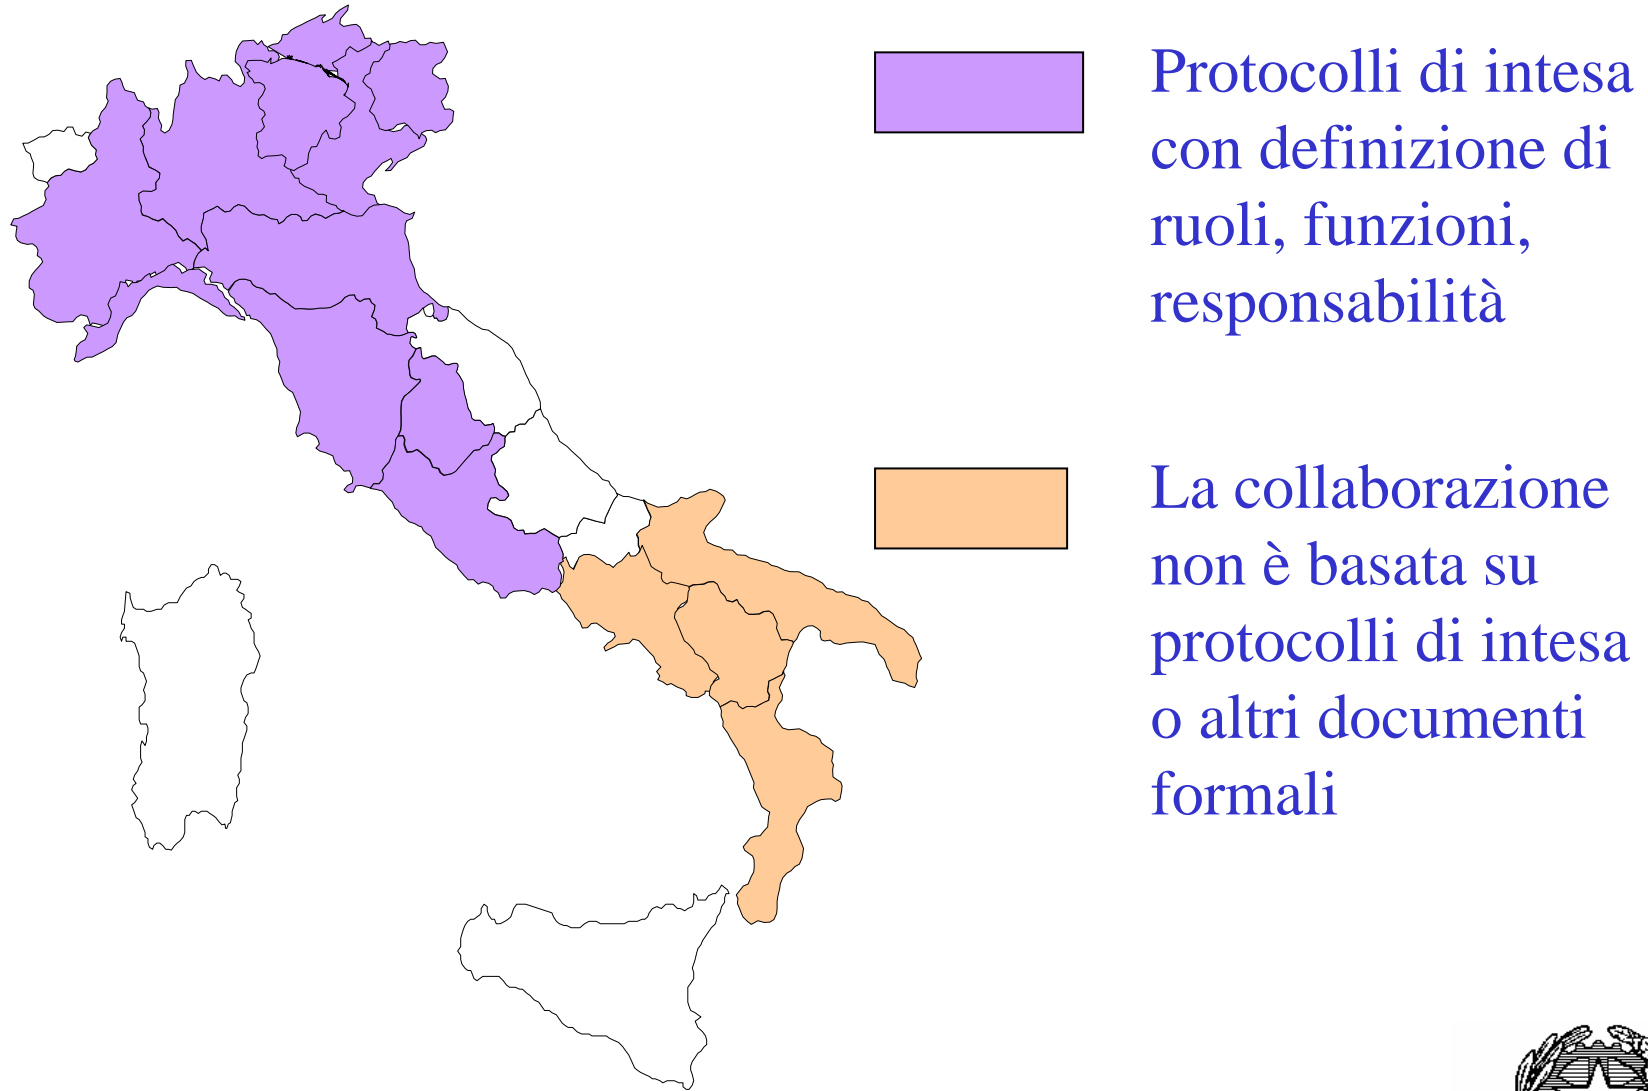 Protocolli di intesa
con definizione di
ruoli, funzioni,
responsabilità
La collaborazione
non è basata su
protocolli di intesa
o altri documenti
formali